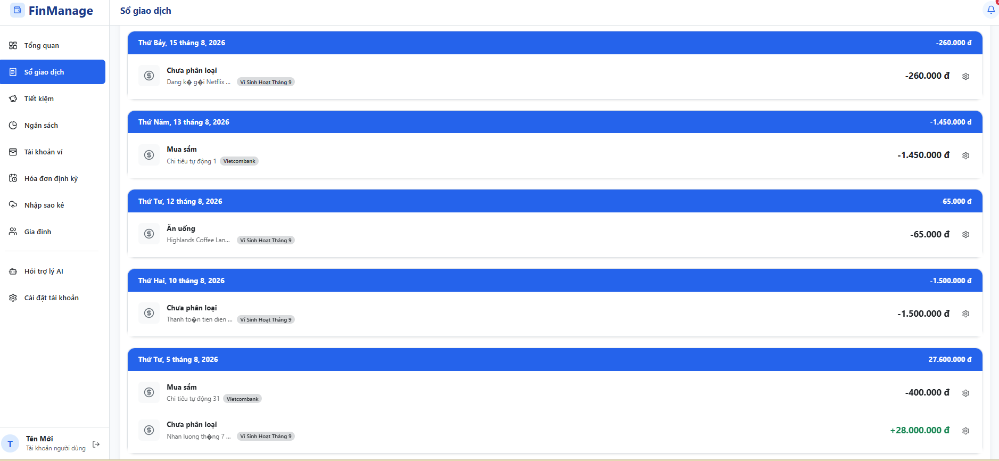 FinManage
Sổ giao dịch
Tổng quan
Sổ giao dịch
Tiết kiệm
Ngân sách
Tài khoản ví
Hóa đơn định kỳ
Nhập sao kê
Gia đình
Hỏi trợ lý AI
Cài đặt tài khoản
T
Tên Mới
Tài khoản người dùng
Thứ Bảy, 15 tháng 8, 2026 -260.000 đ
Chưa phân loại
Dang k� g�i Netflix ... Ví Sinh Hoạt Tháng 9
-260.000 đ
Thứ Năm, 13 tháng 8, 2026 -1.450.000 đ
Mua sắm
Chi tiêu tự động 1 Vietcombank
-1.450.000 đ
Thứ Tư, 12 tháng 8, 2026 -65.000 đ
Ăn uống
Highlands Coffee Lan... Ví Sinh Hoạt Tháng 9
-65.000 đ
Thứ Hai, 10 tháng 8, 2026 -1.500.000 đ
Chưa phân loại
Thanh to�n tien dien ... Ví Sinh Hoạt Tháng 9
-1.500.000 đ
Thứ Tư, 5 tháng 8, 2026 27.600.000 đ
Mua sắm
Chi tiêu tự động 31 Vietcombank
-400.000 đ
Chưa phân loại
Nhan luong th�ng 7 ... Ví Sinh Hoạt Tháng 9
+28.000.000 đ